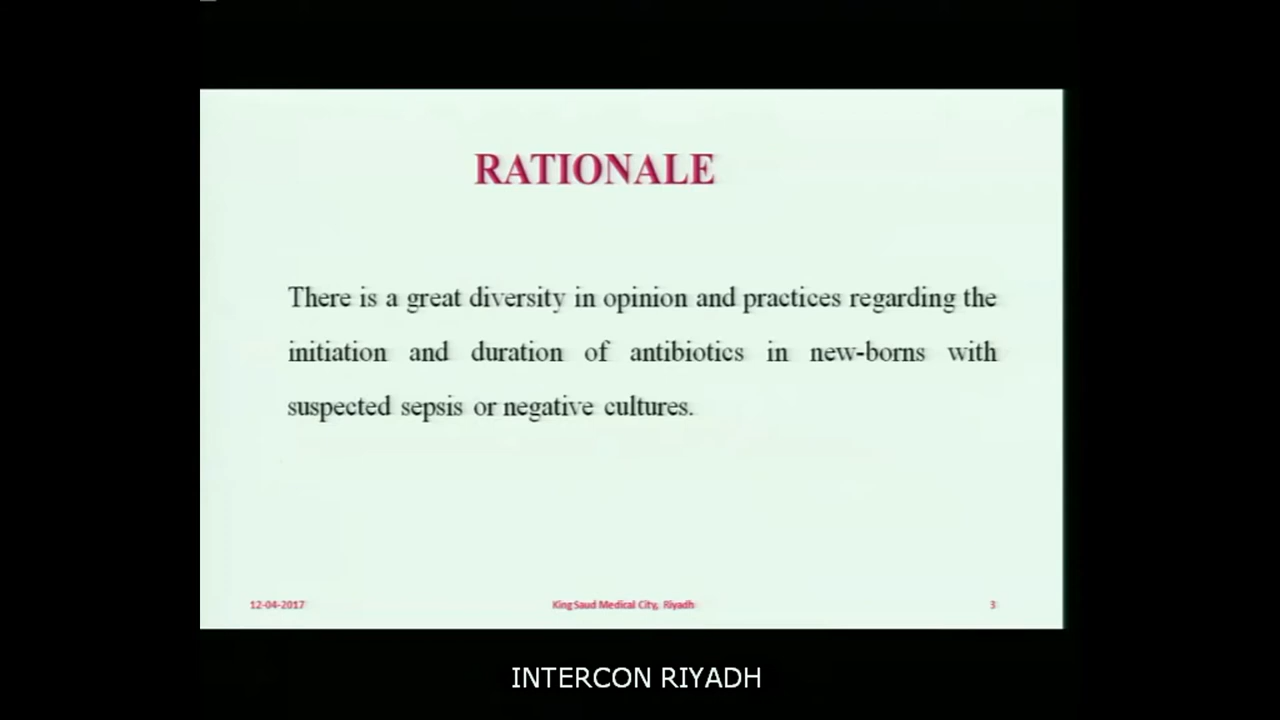 RATIONALE
There is a great diversity in opinion and practices regarding the
initiation and duration of antibiotics in new-borns with
suspected sepsis or negative cultures.
12-04-2017 King Saud Medical City, Riyadh 3
INTERCON RIYADH